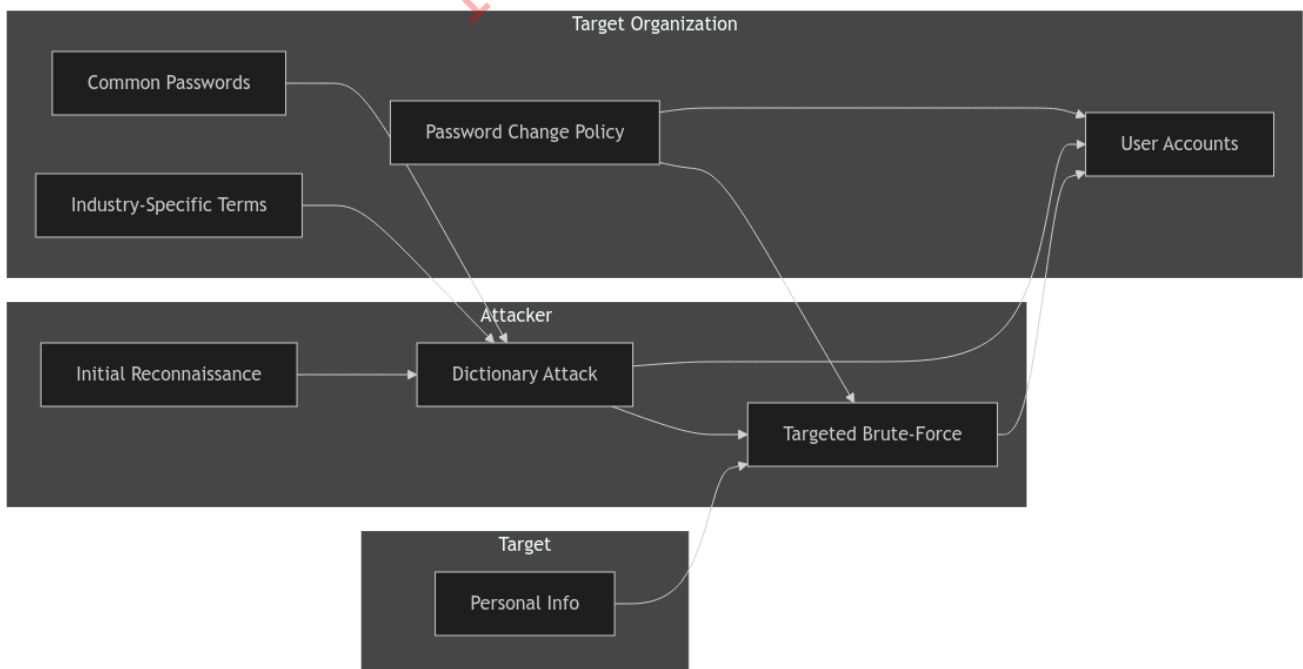 Target Organization
Common Passwords
Password Change Policy
User Accounts
Industry-Specific Terms
Attacker
Initial Reconnaissance
Dictionary Attack
Targeted Brute-Force
Target
Personal Info